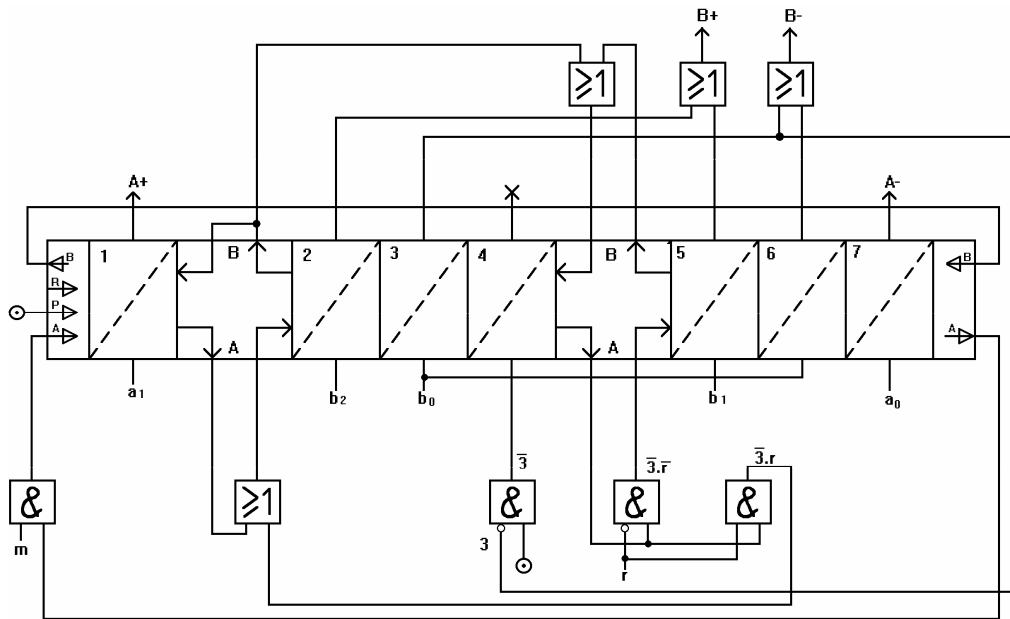 B+ B-
≥1 ≥1 ≥1
A+ A-
B 1 B 2 3 4 B 5 6 7 B
R
P
A A A A
a1 b2 b0 b1 a0
3̅ 3̅.r̅ 3̅.r
& ≥1 & & &
m 3 r